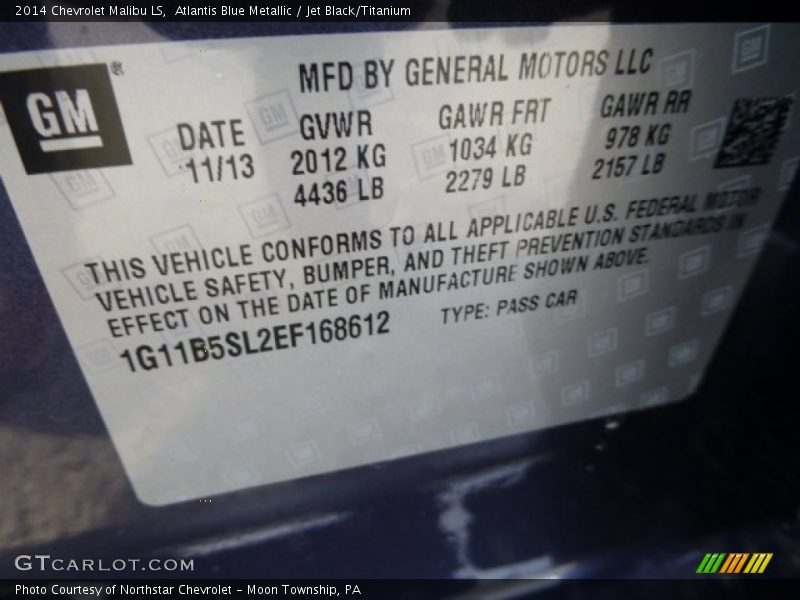 2014 Chevrolet Malibu LS, Atlantis Blue Metallic / Jet Black/Titanium
GM®
MFD BY GENERAL MOTORS LLC
DATE GVWR GAWR FRT GAWR RR
11/13 2012 KG 1034 KG 978 KG
4436 LB 2279 LB 2157 LB
THIS VEHICLE CONFORMS TO ALL APPLICABLE U.S. FEDERAL MOTOR
VEHICLE SAFETY, BUMPER, AND THEFT PREVENTION STANDARDS IN
EFFECT ON THE DATE OF MANUFACTURE SHOWN ABOVE.
1G11B5SL2EF168612 TYPE: PASS CAR
GTCARLOT.COM
Photo Courtesy of Northstar Chevrolet - Moon Township, PA